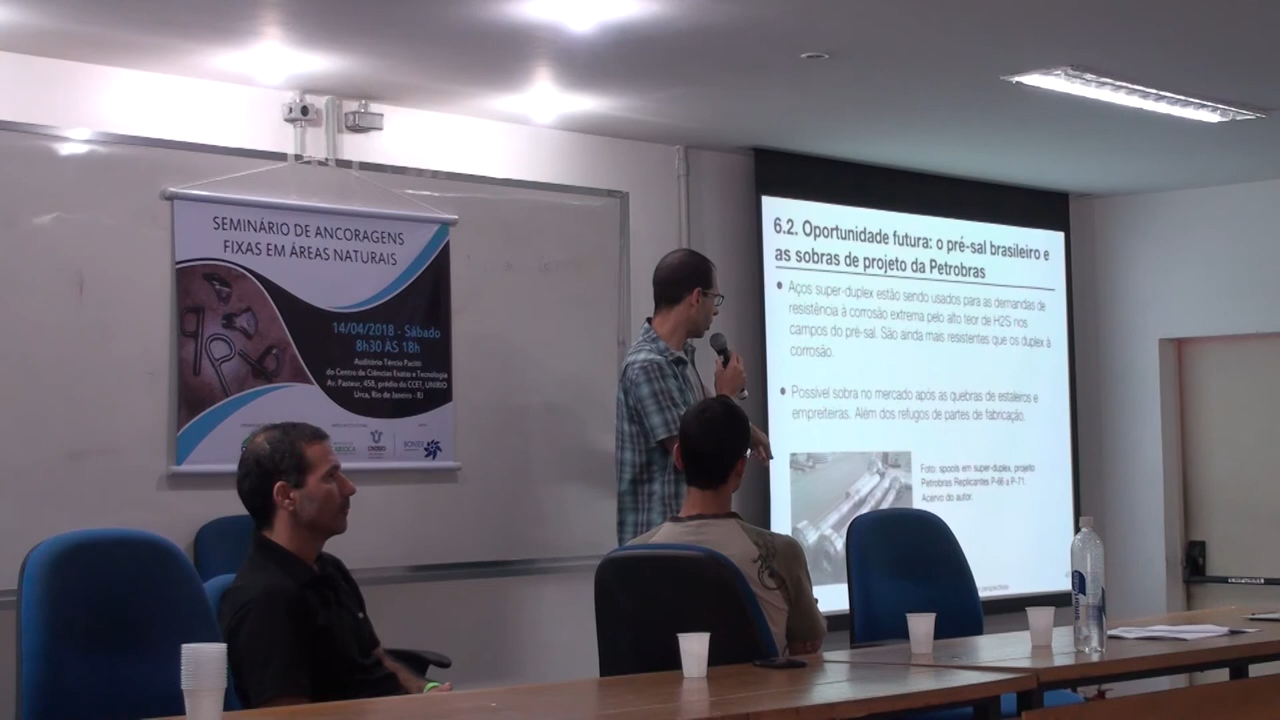 SEMINÁRIO DE ANCORAGENS
FIXAS EM ÁREAS NATURAIS
14/04/2018 - Sábado
8h30 ÀS 18h
Auditório Tércio Pacitti
do Centro de Ciências Exatas e Tecnologia
Av. Pasteur, 458, prédio do CCET, UNIRIO
Urca, Rio de Janeiro - RJ
UNIRIO
BONIER
6.2. Oportunidade futura: o pré-sal brasileiro e
as sobras de projeto da Petrobras
• Aços super-duplex estão sendo usados para as demandas de
resistência à corrosão extrema pelo alto teor de H2S nos
campos do pré-sal. São ainda mais resistentes que os duplex à
corrosão.
• Possível sobra no mercado após as quebras de estaleiros e
empreiteiras. Além dos refugos de partes de fabricação.
Foto: spools em super-duplex, projeto
Petrobras Replicantes P-66 a P-71.
Acervo do autor.
perspectivas